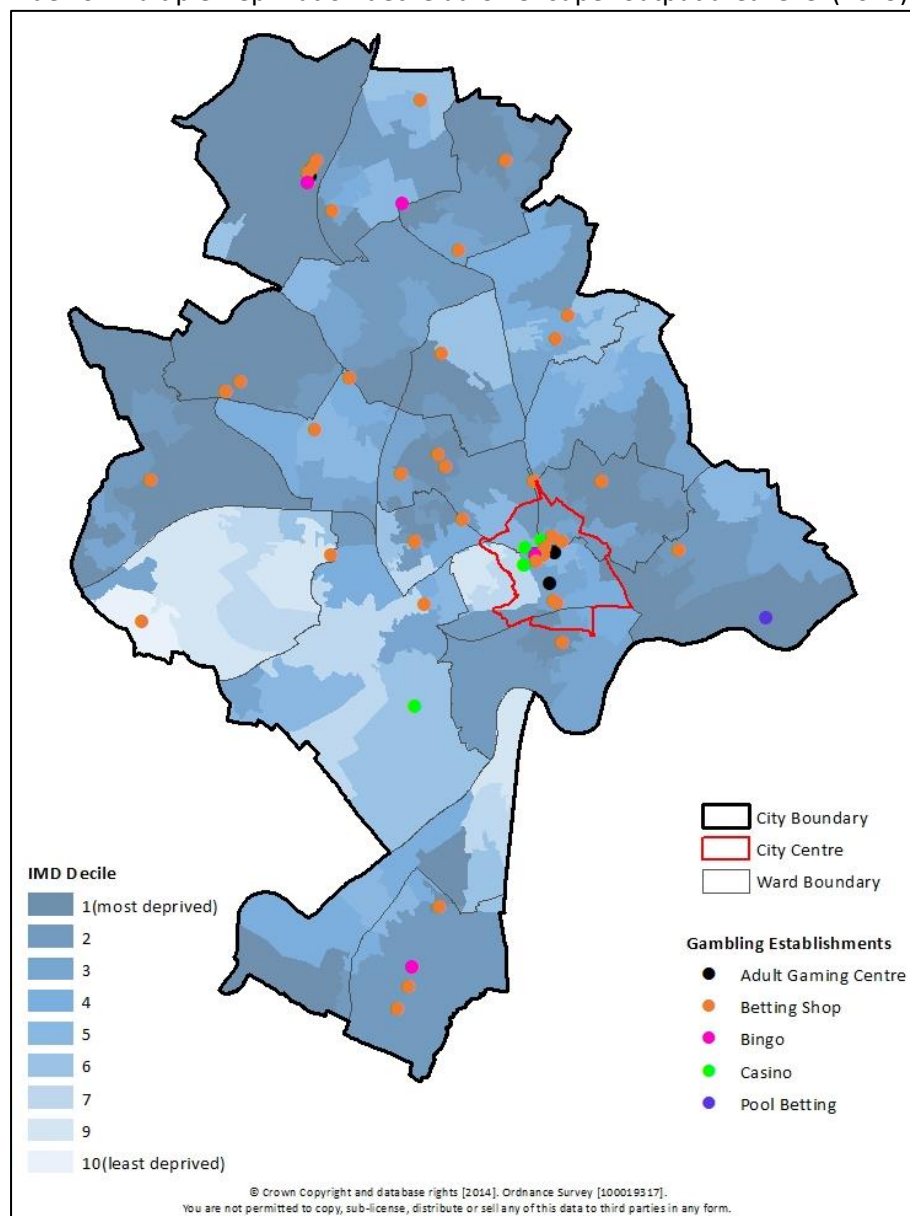 City Boundary
City Centre
Ward Boundary
IMD Decile
1(most deprived)
2
3
4
5
6
7
9
10(least deprived)
Gambling Establishments
Adult Gaming Centre
Betting Shop
Bingo
Casino
Pool Betting
© Crown Copyright and database rights [2014]. Ordnance Survey [100019317].
You are not permitted to copy, sub-license, distribute or sell any of this data to third parties in any form.